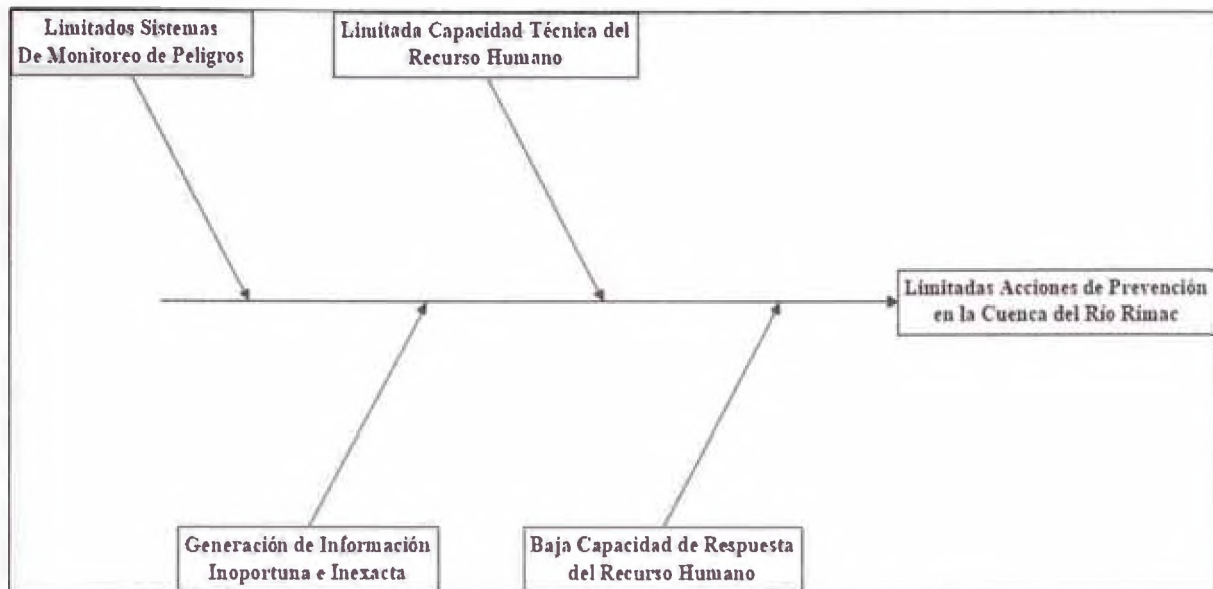 Limitados Sistemas
De Monitoreo de Peligros
Limitada Capacidad Técnica del
Recurso Humano
Limitadas Acciones de Prevención
en la Cuenca del Río Rímac
Generación de Información
Inoportuna e Inexacta
Baja Capacidad de Respuesta
del Recurso Humano